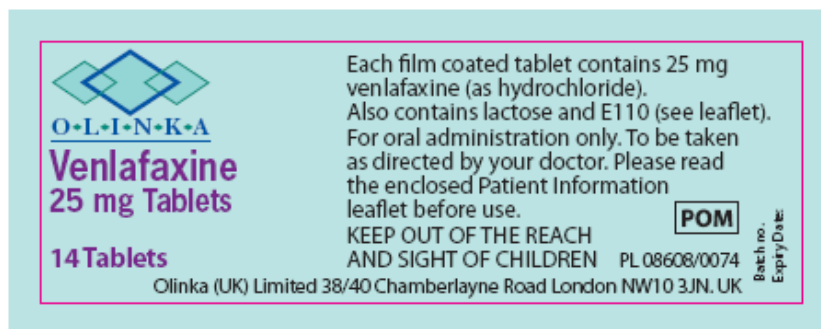 O•L•I•N•K•A
Venlafaxine
25 mg Tablets
14 Tablets
Each film coated tablet contains 25 mg
venlafaxine (as hydrochloride).
Also contains lactose and E110 (see leaflet).
For oral administration only. To be taken
as directed by your doctor. Please read
the enclosed Patient Information
leaflet before use.
KEEP OUT OF THE REACH
AND SIGHT OF CHILDREN
POM
PL 08608/0074
Batch no.
Expiry Date:
Olinka (UK) Limited 38/40 Chamberlayne Road London NW10 3JN. UK